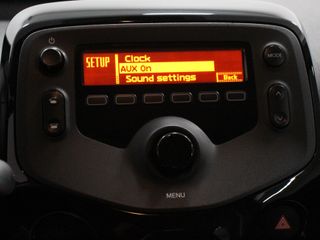 Clock
SETUP
AUX On
Sound settings
Back
MODE
MENU